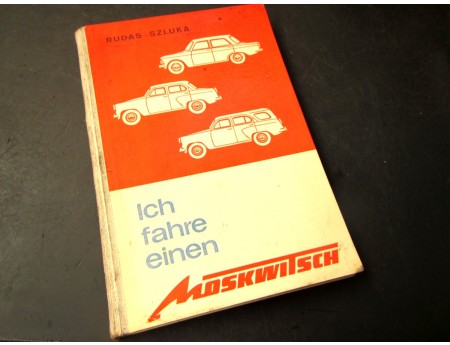 RUDAS - SZLUKA
Ich
fahre
einen
MOSKWITSCH